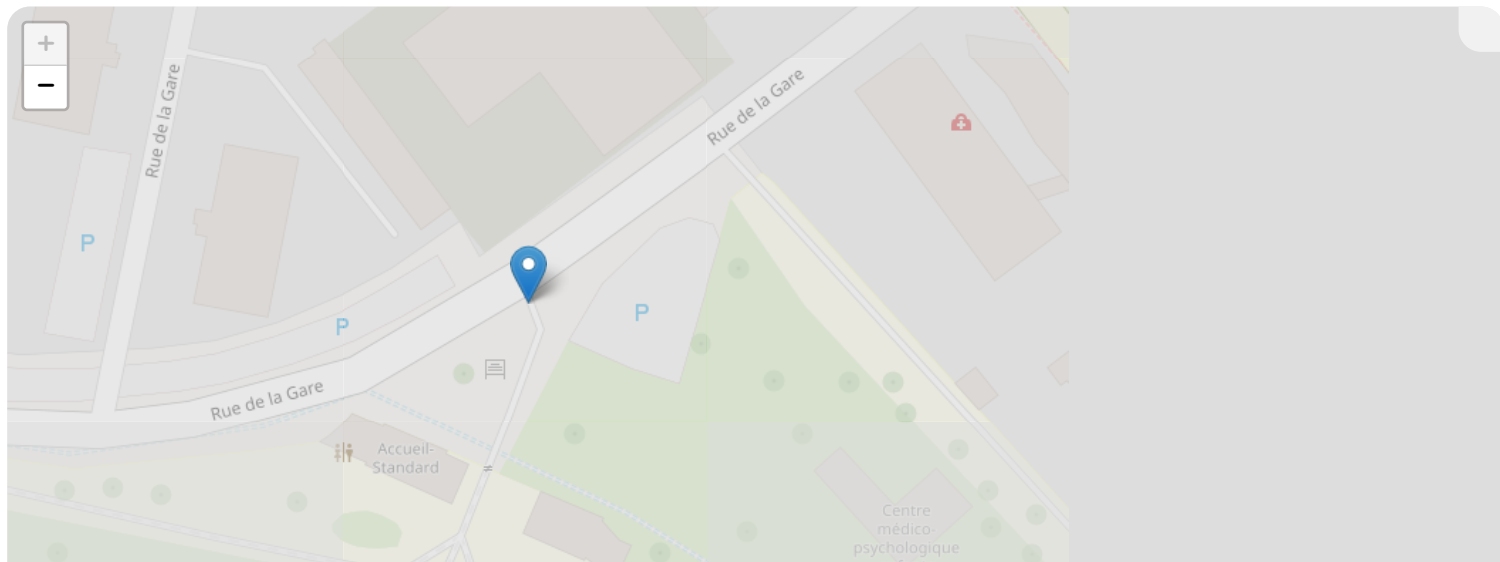 +
−
Rue de la Gare
Rue de la Gare
P
P
P
Rue de la Gare
Accueil-
Standard
Centre
médico-
psychologique